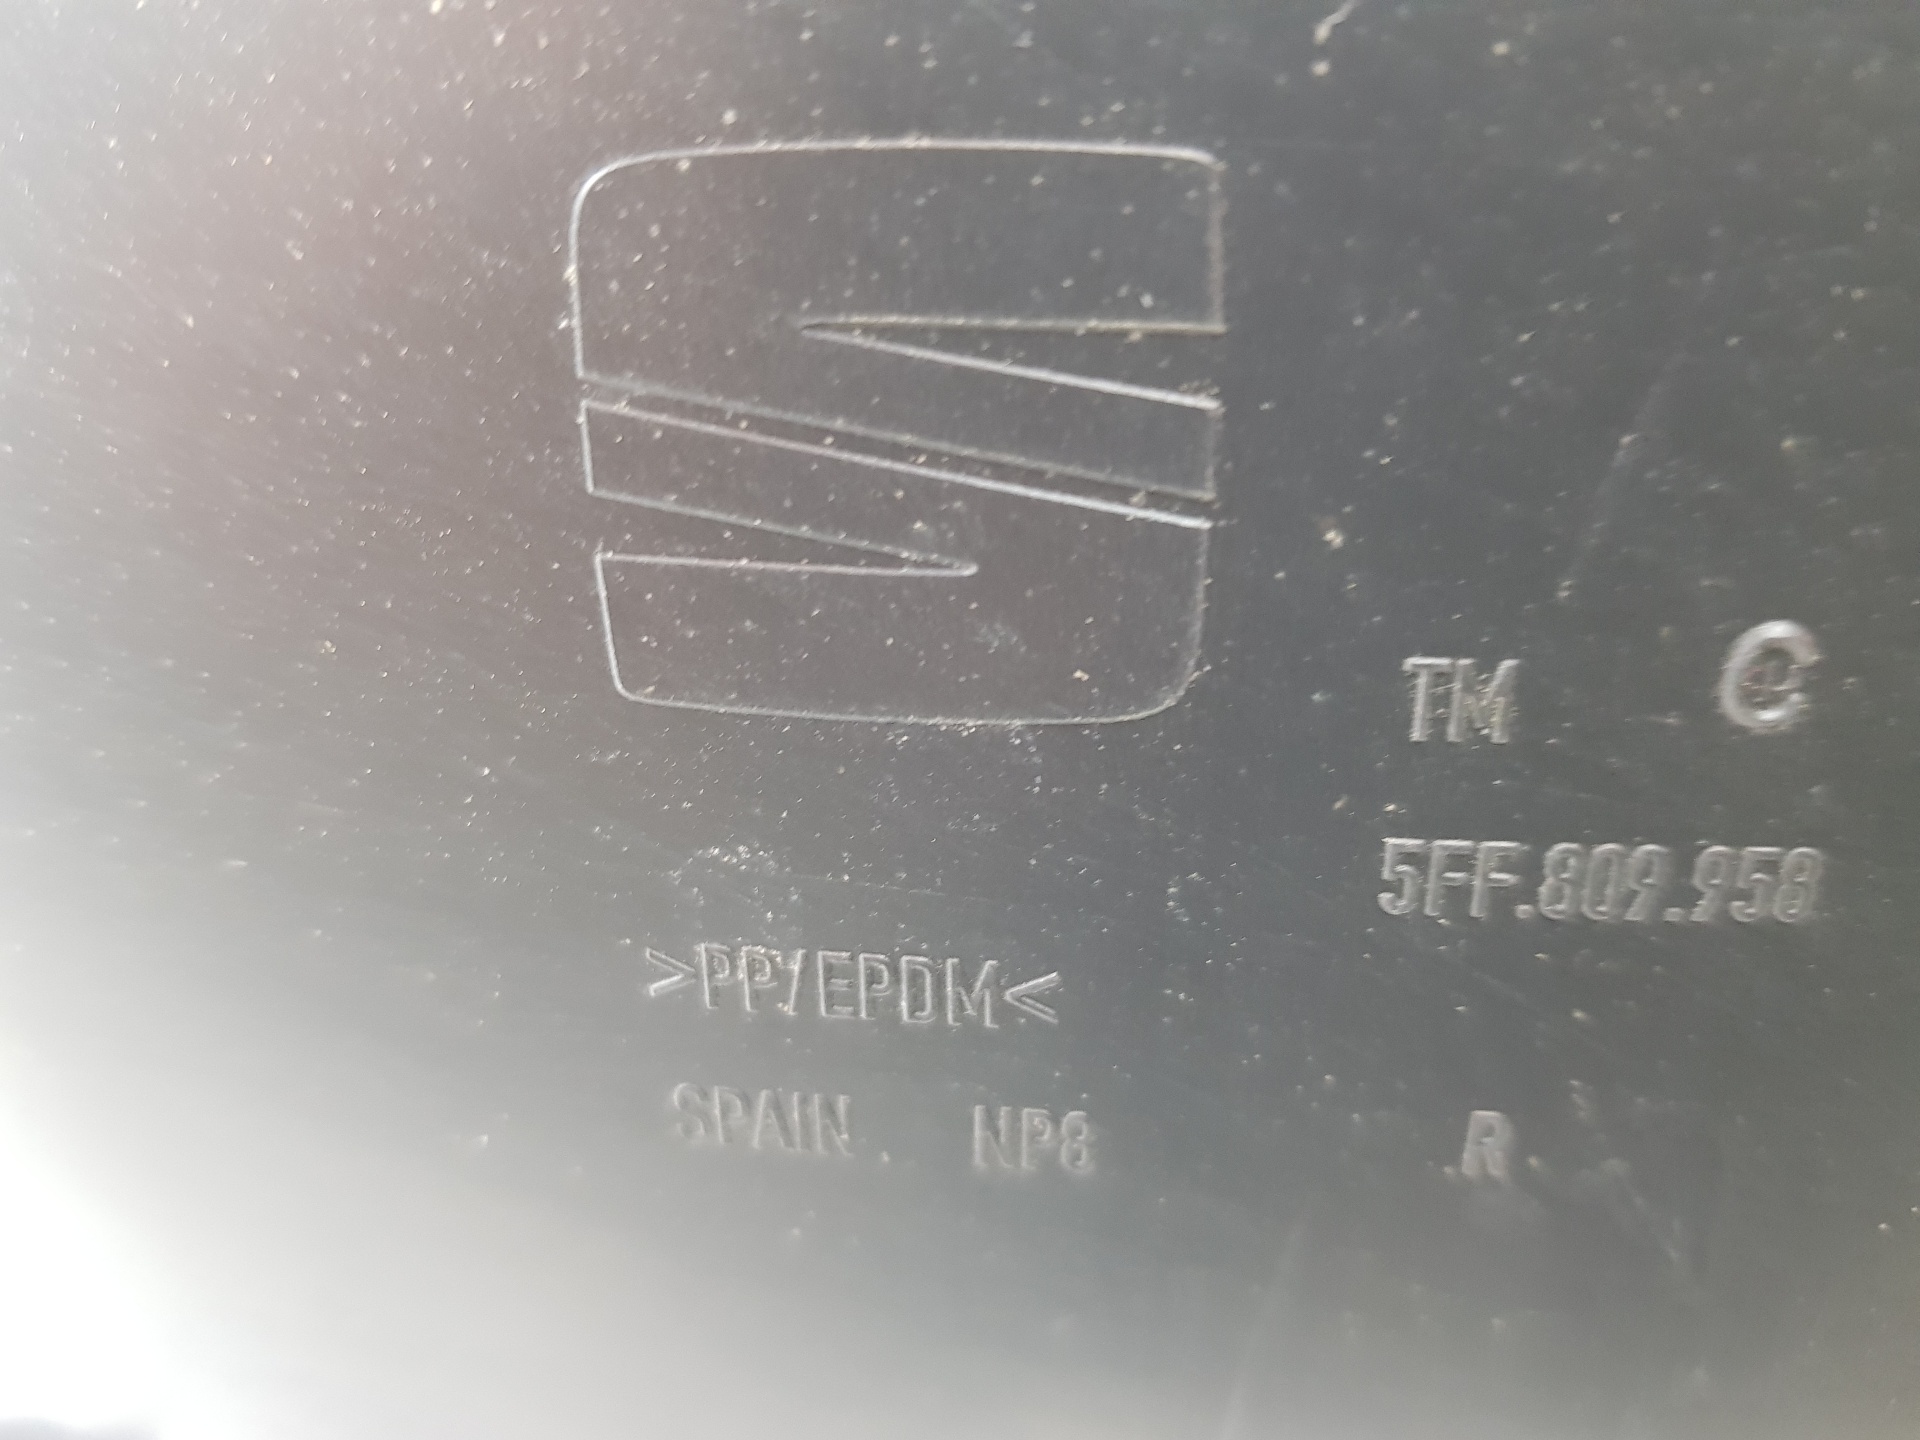 TM C
5FF.809.958
>PP/EPDM<
SPAIN NP8 R